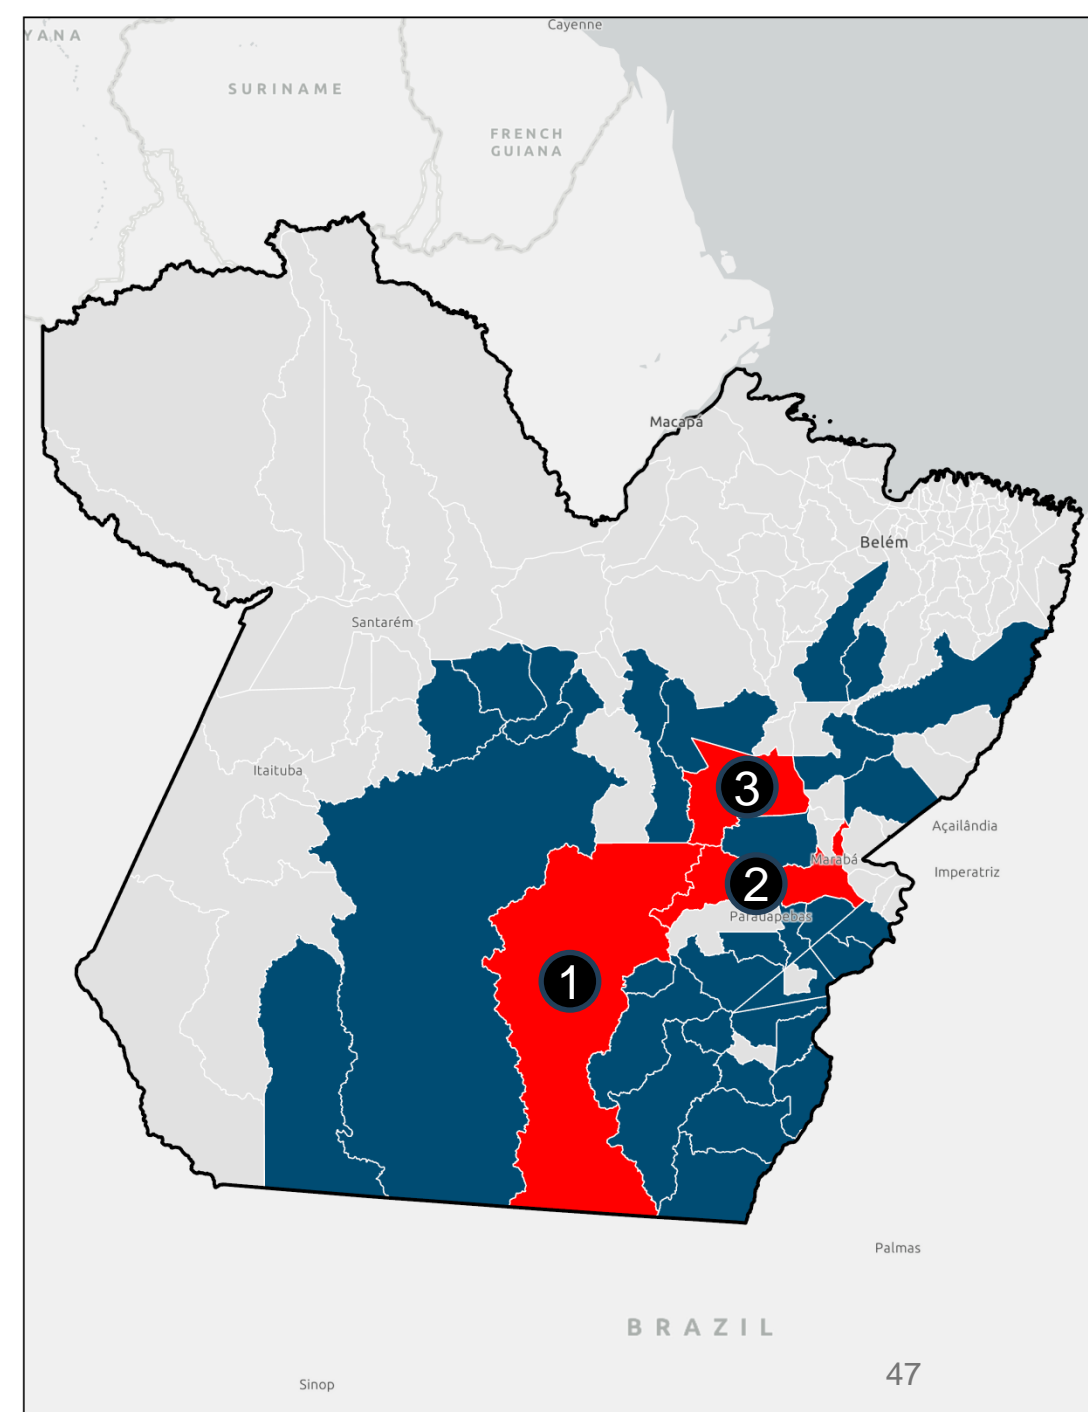 Cayenne
YANA
SURINAME
FRENCH
GUIANA
Macapá
Belém
Santarém
Itaituba
3
Açailândia
Marabá
Imperatriz
2
Parauapebas
1
Palmas
BRAZIL
47
Sinop